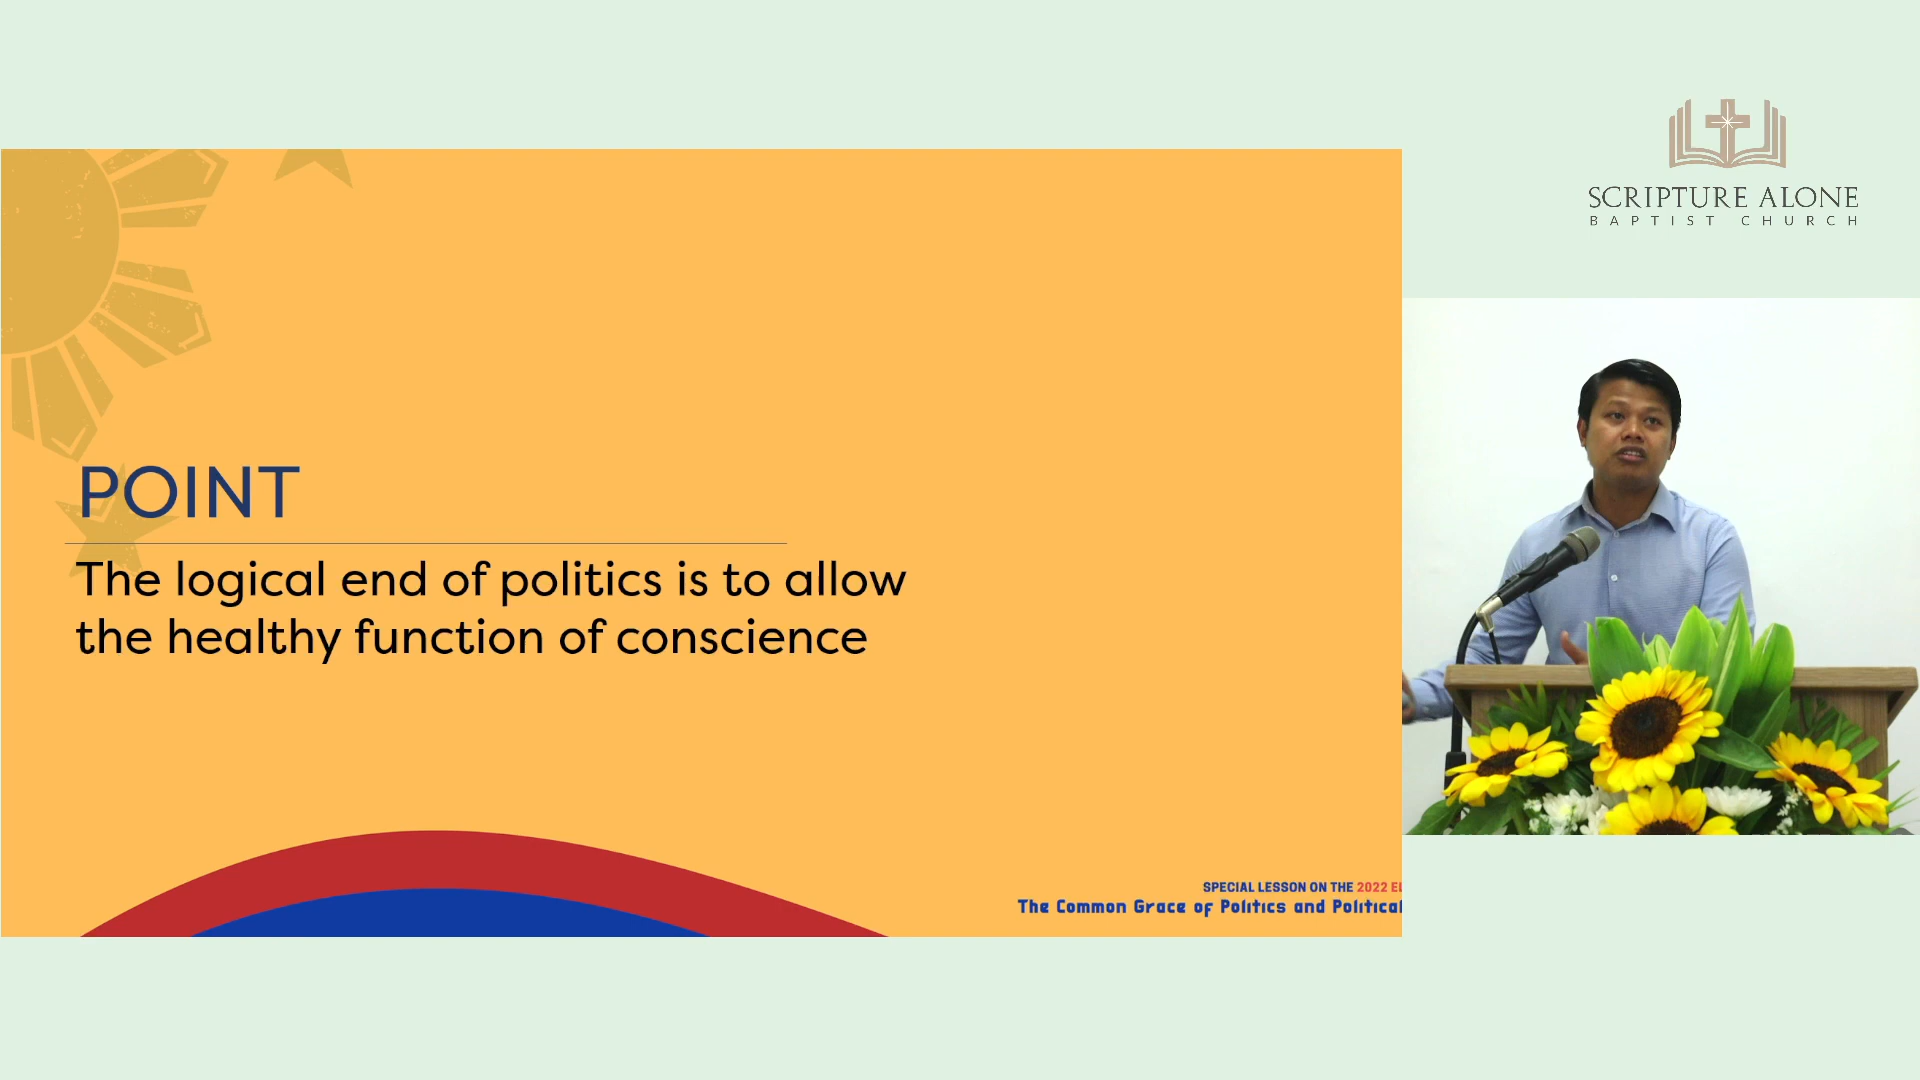 SCRIPTURE ALONE
BAPTIST CHURCH
POINT
The logical end of politics is to allow
the healthy function of conscience
SPECIAL LESSON ON THE 2022
The Common Grace of Politics and Political